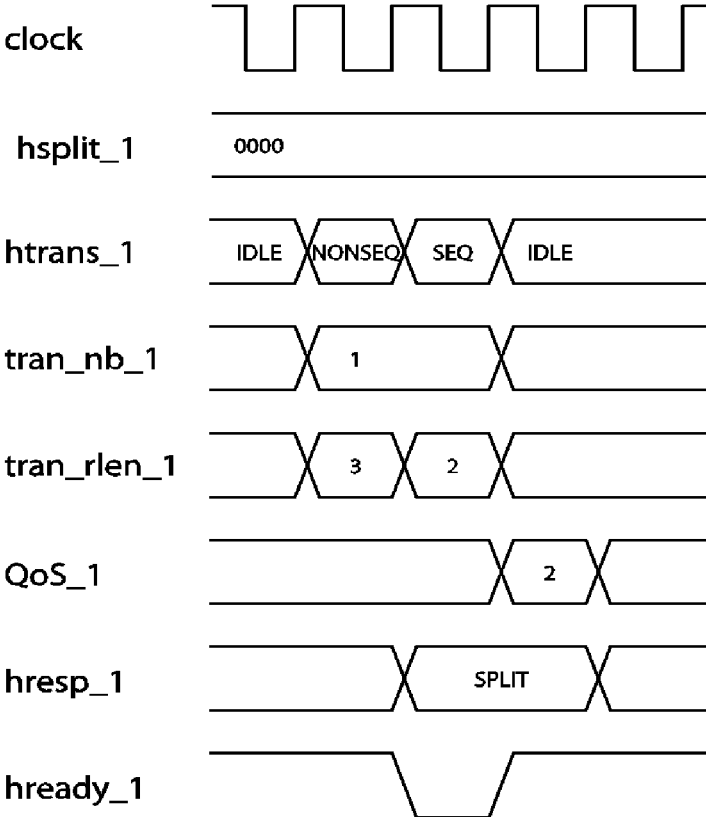 clock
hsplit_1 0000
htrans_1 IDLE NONSEQ SEQ IDLE
tran_nb_1 1
tran_rlen_1 3 2
QoS_1 2
hresp_1 SPLIT
hready_1